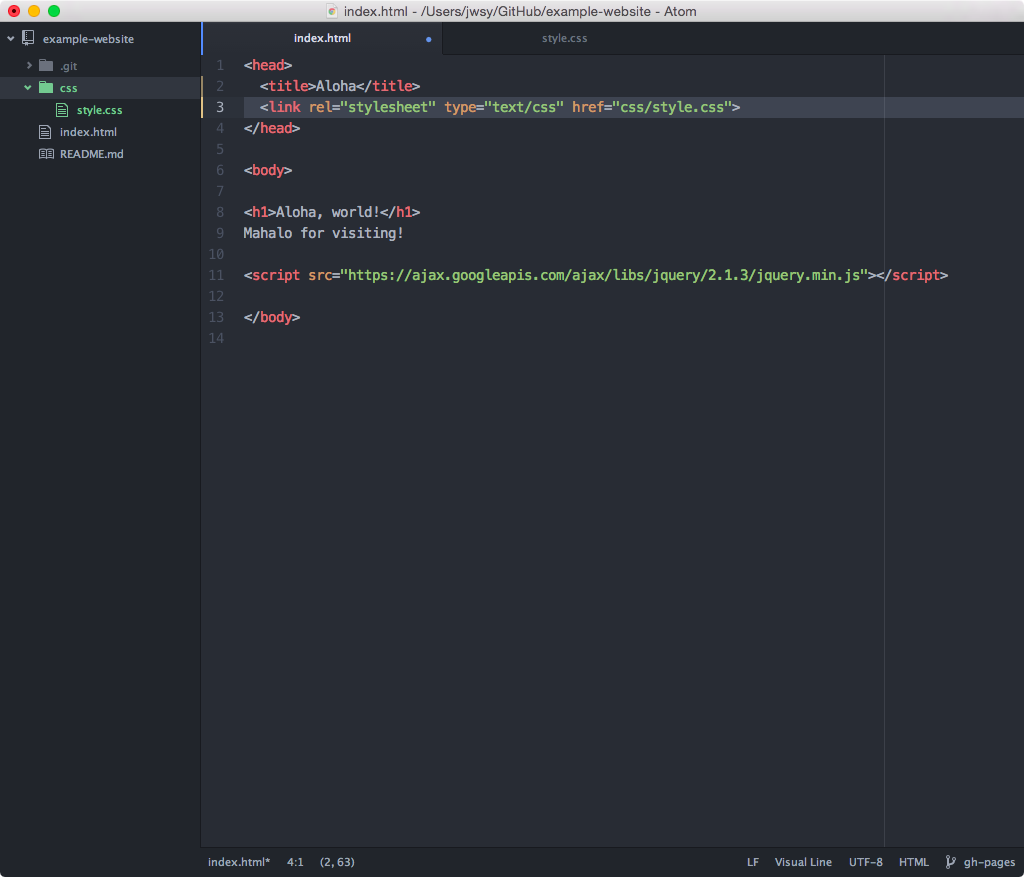 index.html - /Users/jwsy/GitHub/example-website - Atom
example-website
.git
css
style.css
index.html
README.md
index.html
style.css
1 <head>
2 <title>Aloha</title>
3 <link rel="stylesheet" type="text/css" href="css/style.css">
4 </head>
5
6 <body>
7
8 <h1>Aloha, world!</h1>
9 Mahalo for visiting!
10
11 <script src="https://ajax.googleapis.com/ajax/libs/jquery/2.1.3/jquery.min.js"></script>
12
13 </body>
14
index.html* 4:1 (2, 63) LF Visual Line UTF-8 HTML gh-pages